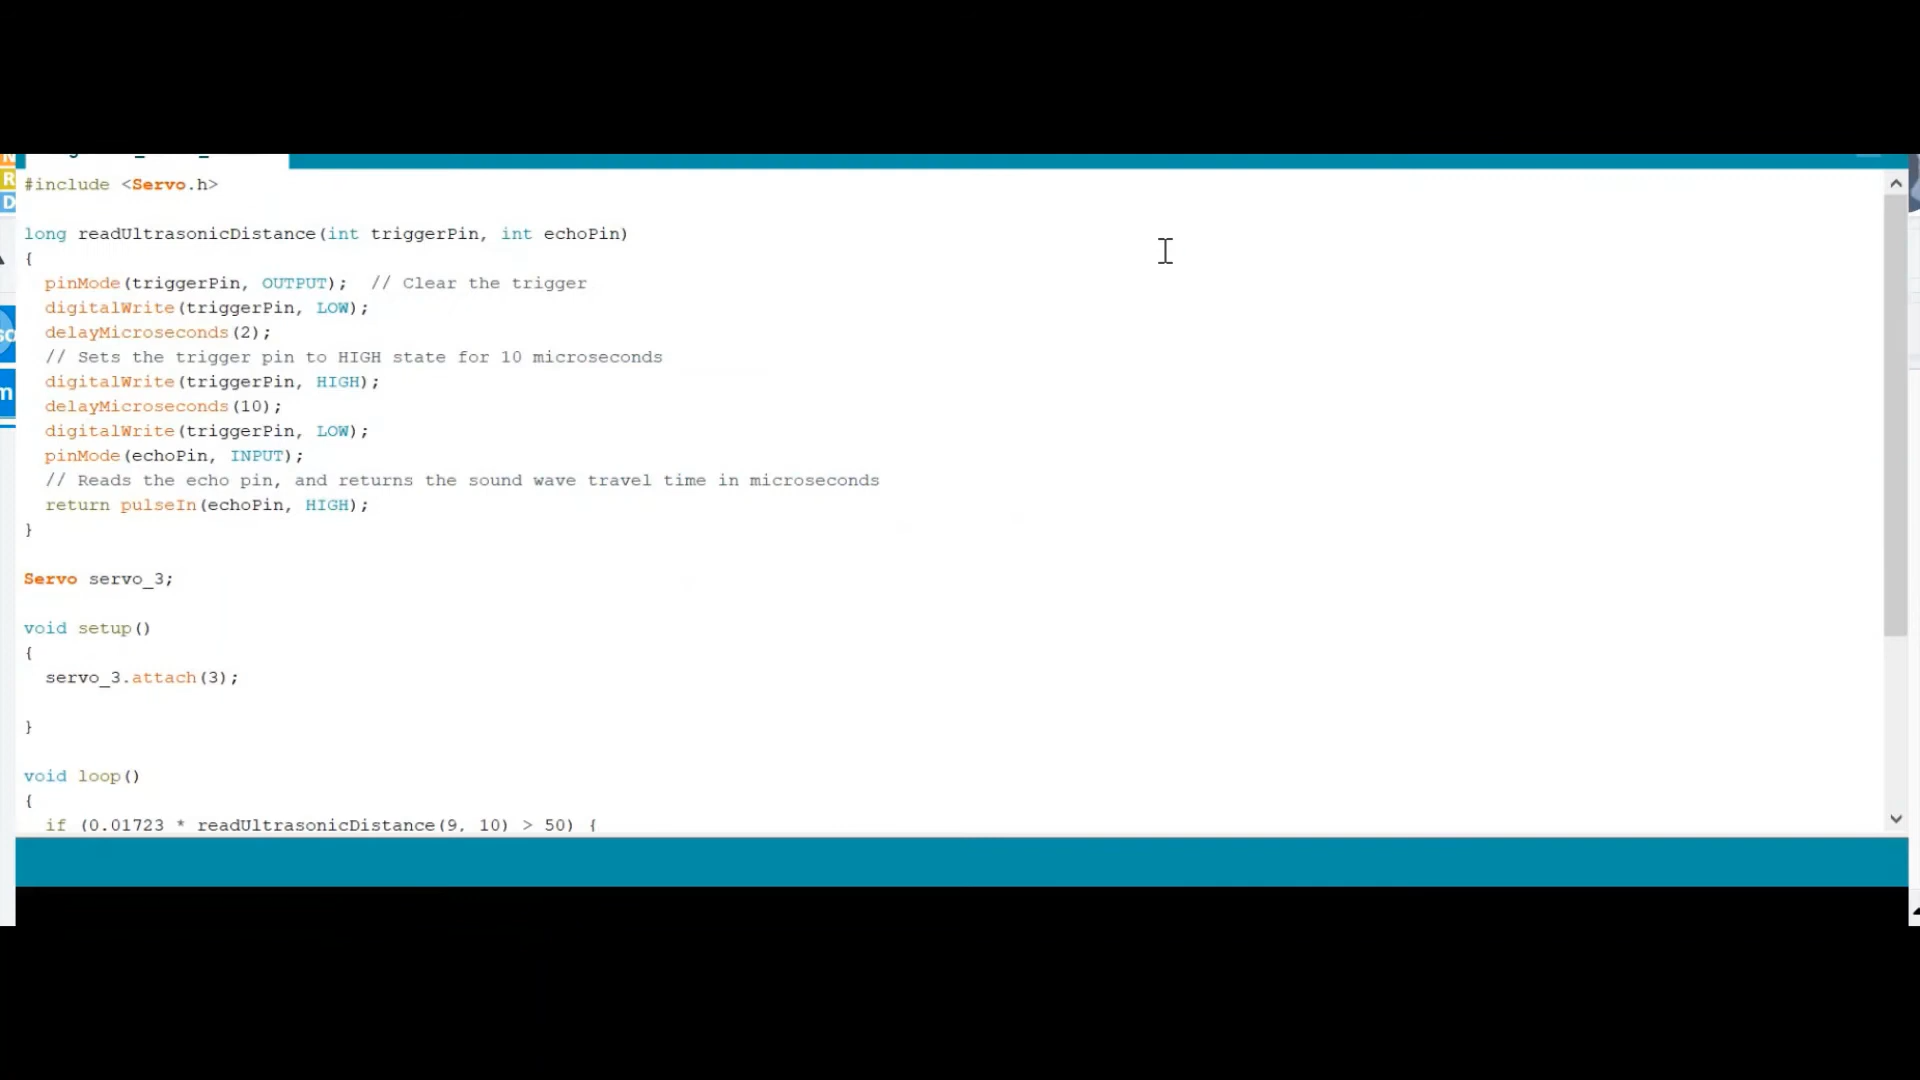 #include <Servo.h>
long readUltrasonicDistance(int triggerPin, int echoPin)
{
pinMode(triggerPin, OUTPUT);  // Clear the trigger
digitalWrite(triggerPin, LOW);
delayMicroseconds(2);
// Sets the trigger pin to HIGH state for 10 microseconds
digitalWrite(triggerPin, HIGH);
delayMicroseconds(10);
digitalWrite(triggerPin, LOW);
pinMode(echoPin, INPUT);
// Reads the echo pin, and returns the sound wave travel time in microseconds
return pulseIn(echoPin, HIGH);
}
Servo servo_3;
void setup()
{
servo_3.attach(3);
}
void loop()
{
if (0.01723 * readUltrasonicDistance(9, 10) > 50) {